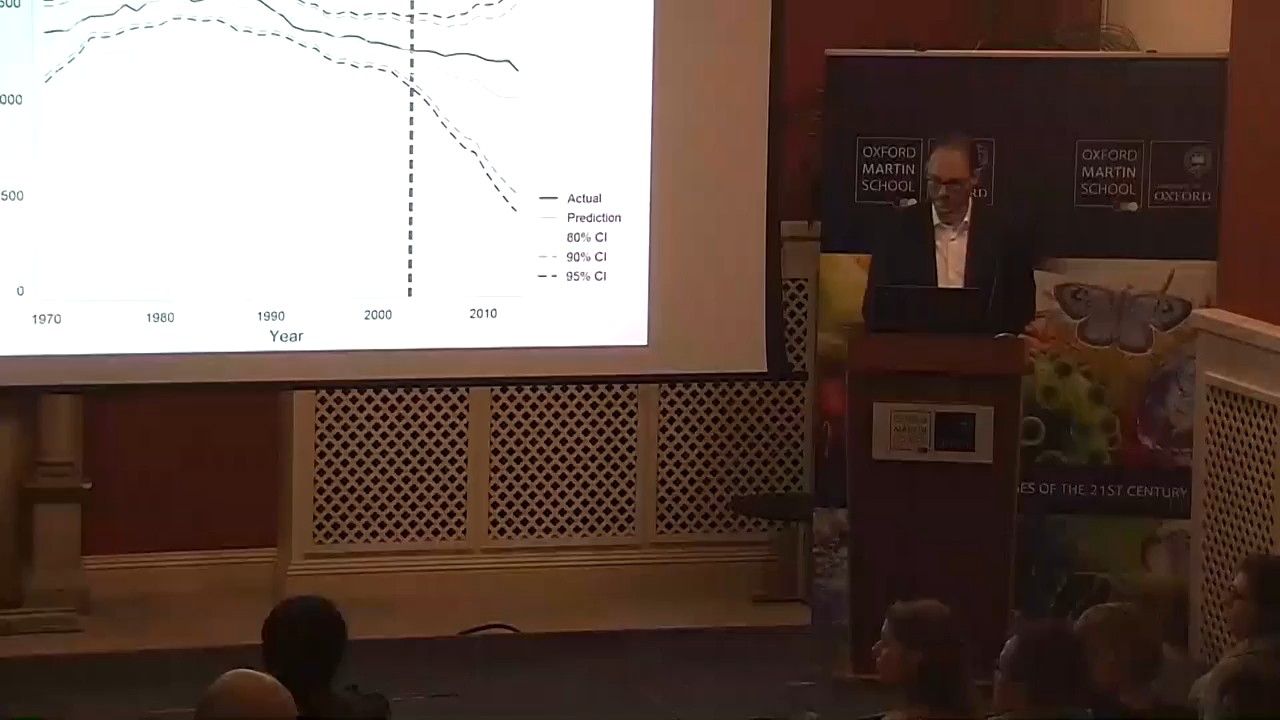 500
000
500
0
1970 1980 1990 2000 2010
Year
Actual
Prediction
80% CI
90% CI
95% CI
OXFORD
MARTIN
SCHOOL
RD
OXFORD
MARTIN
SCHOOL
OXFORD
ES OF THE 21ST CENTURY